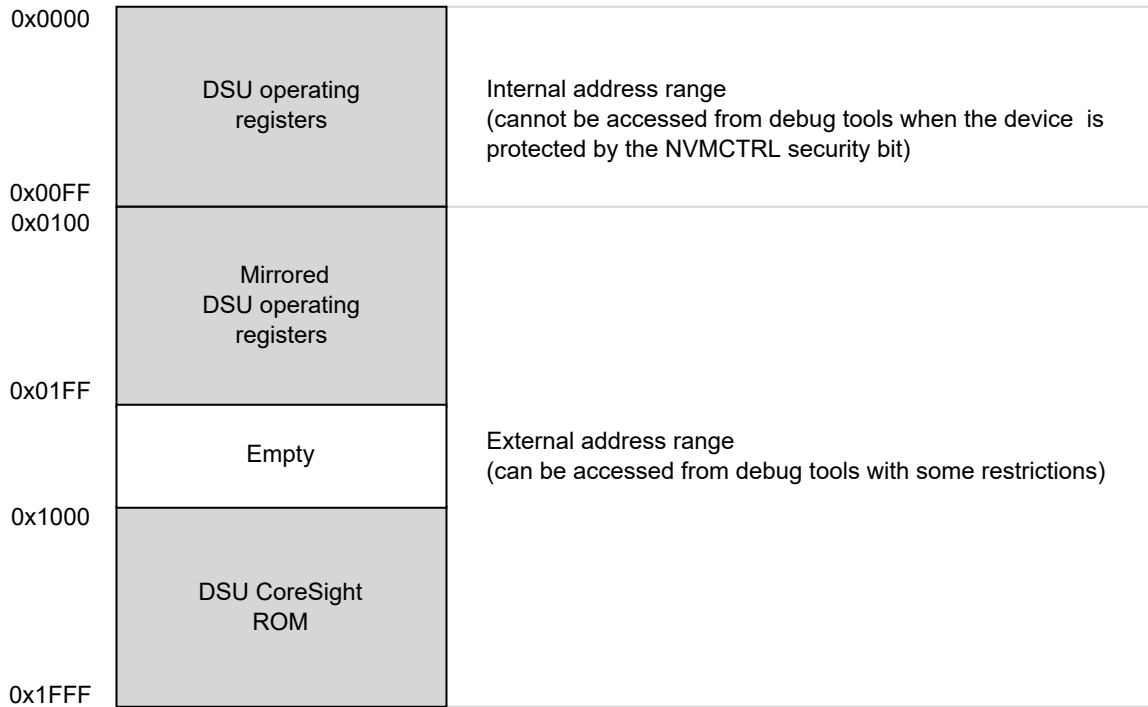 0x0000
DSU operating
registers
Internal address range
(cannot be accessed from debug tools when the device is
protected by the NVMCTRL security bit)
0x00FF
0x0100
Mirrored
DSU operating
registers
0x01FF
Empty
External address range
(can be accessed from debug tools with some restrictions)
0x1000
DSU CoreSight
ROM
0x1FFF